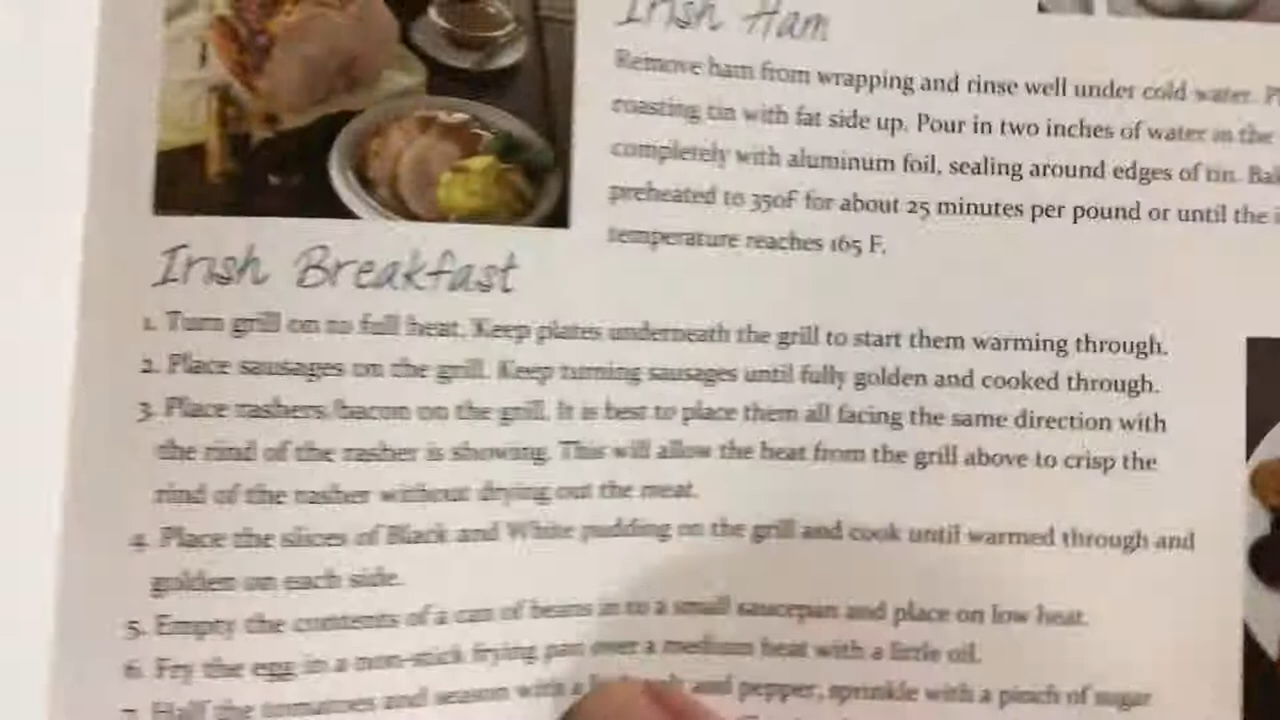 Irish Ham
Remove ham from wrapping and rinse well under cold water.
roasting tin with fat side up. Pour in two inches of water in the
completely with aluminum foil, sealing around edges of tin.
preheated to 350F for about 25 minutes per pound or until the
temperature reaches 165 F.
Irish Breakfast
1. Turn grill on to full heat. Keep plates underneath the grill to start them warming through.
2. Place sausages on the grill. Keep turning sausages until fully golden and cooked through.
3. Place rashers/bacon on the grill. It is best to place them all facing the same direction with
the rind of the rasher is showing. This will allow the heat from the grill above to crisp the
rind of the rasher without drying out the meat.
4. Place the slices of Black and White pudding on the grill and cook until warmed through and
golden on each side.
5. Empty the contents of a can of beans in to a small saucepan and place on low heat.
6. Fry the egg in a non-stick frying pan over a medium heat with a little oil.
7. Half the tomatoes and season with a and pepper, sprinkle with a pinch of sugar